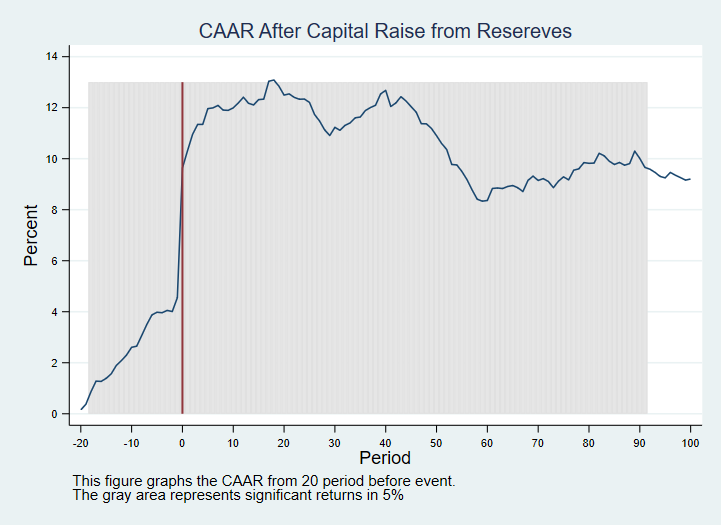 CAAR After Capital Raise from Resereves
14
12
10
8
6
4
2
0
Percent
-20 -10 0 10 20 30 40 50 60 70 80 90 100
Period
This figure graphs the CAAR from 20 period before event.
The gray area represents significant returns in 5%